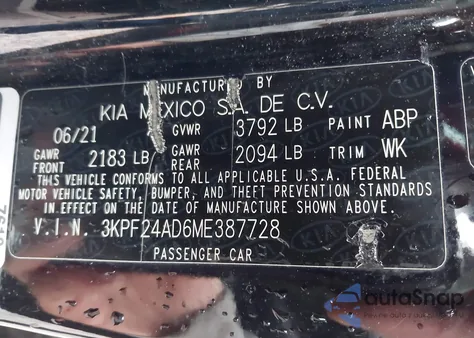 MANUFACTURED BY
KIA MEXICO S.A. DE C.V.
06/21 GVWR 3792 LB PAINT ABP
GAWR FRONT 2183 LB GAWR REAR 2094 LB TRIM WK
THIS VEHICLE CONFORMS TO ALL APPLICABLE U.S.A. FEDERAL
MOTOR VEHICLE SAFETY, BUMPER, AND THEFT PREVENTION STANDARDS
IN EFFECT ON THE DATE OF MANUFACTURE SHOWN ABOVE.
V.I.N. 3KPF24AD6ME387728
PASSENGER CAR
autoSnap